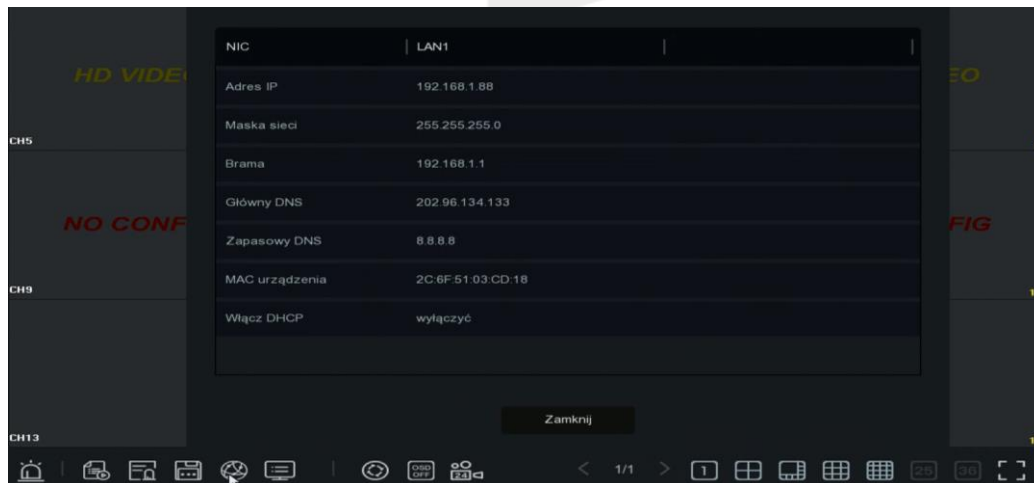 NIC LAN1
HD VIDE EO
Adres IP 192.168.1.88
Maska sieci 255.255.255.0
CH5
Brama 192.168.1.1
Główny DNS 202.96.134.133
NO CONF FIG
Zapasowy DNS 8.8.8.8
MAC urządzenia 2C:6F:51:03:CD:18
CH9 1
Włącz DHCP wyłączyć
Zamknij
CH13 1
OSD OFF 24 < 1/1 > 1 25 36